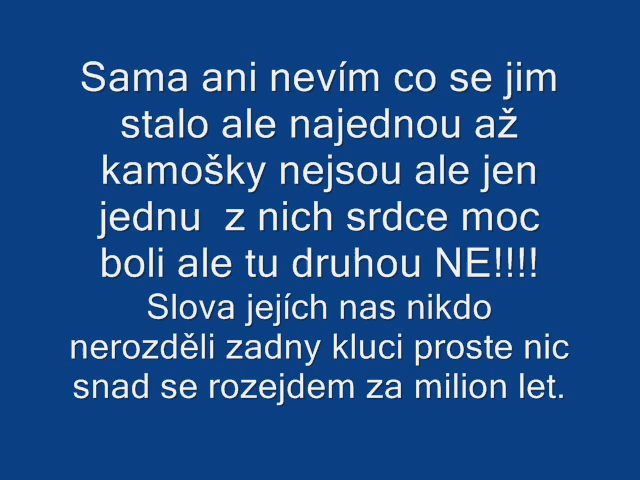 Sama ani nevím co se jim
stalo ale najednou až
kamošky nejsou ale jen
jednu  z nich srdce moc
boli ale tu druhou NE!!!!
Slova jejích nas nikdo
nerozděli zadny kluci proste nic
snad se rozejdem za milion let.